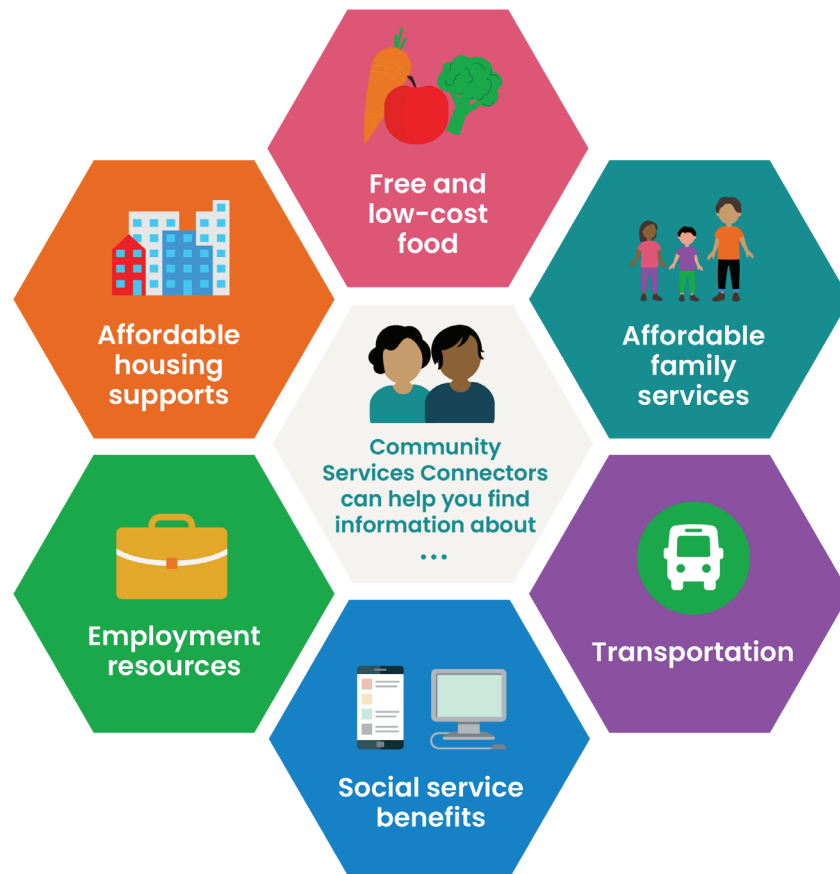 Free and
low-cost
food
Affordable
housing
supports
Affordable
family
services
Community
Services Connectors
can help you find
information about
...
Employment
resources
Transportation
Social service
benefits